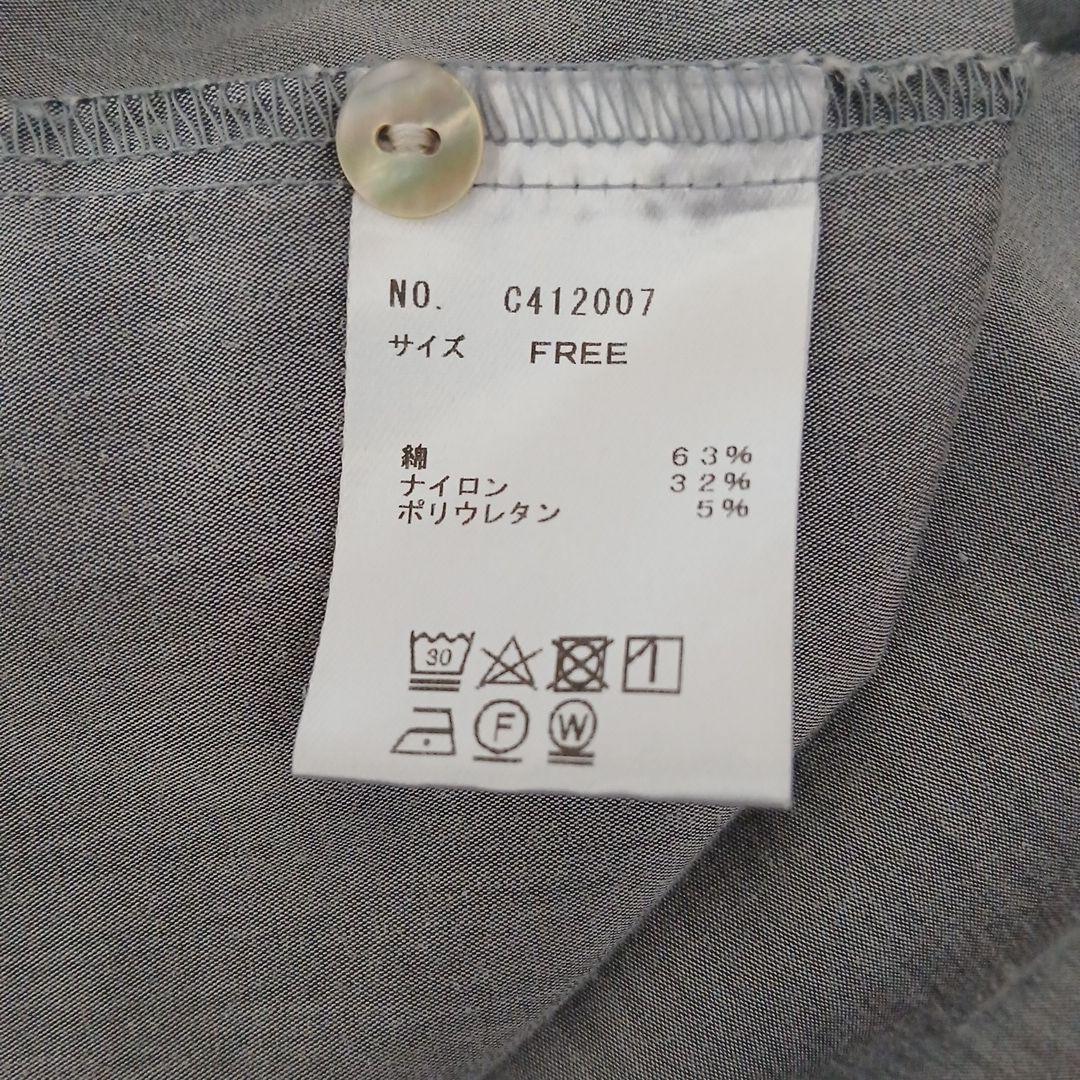 NO. C412007
サイズ FREE
綿 63%
ナイロン 32%
ポリウレタン 5%
30
F W